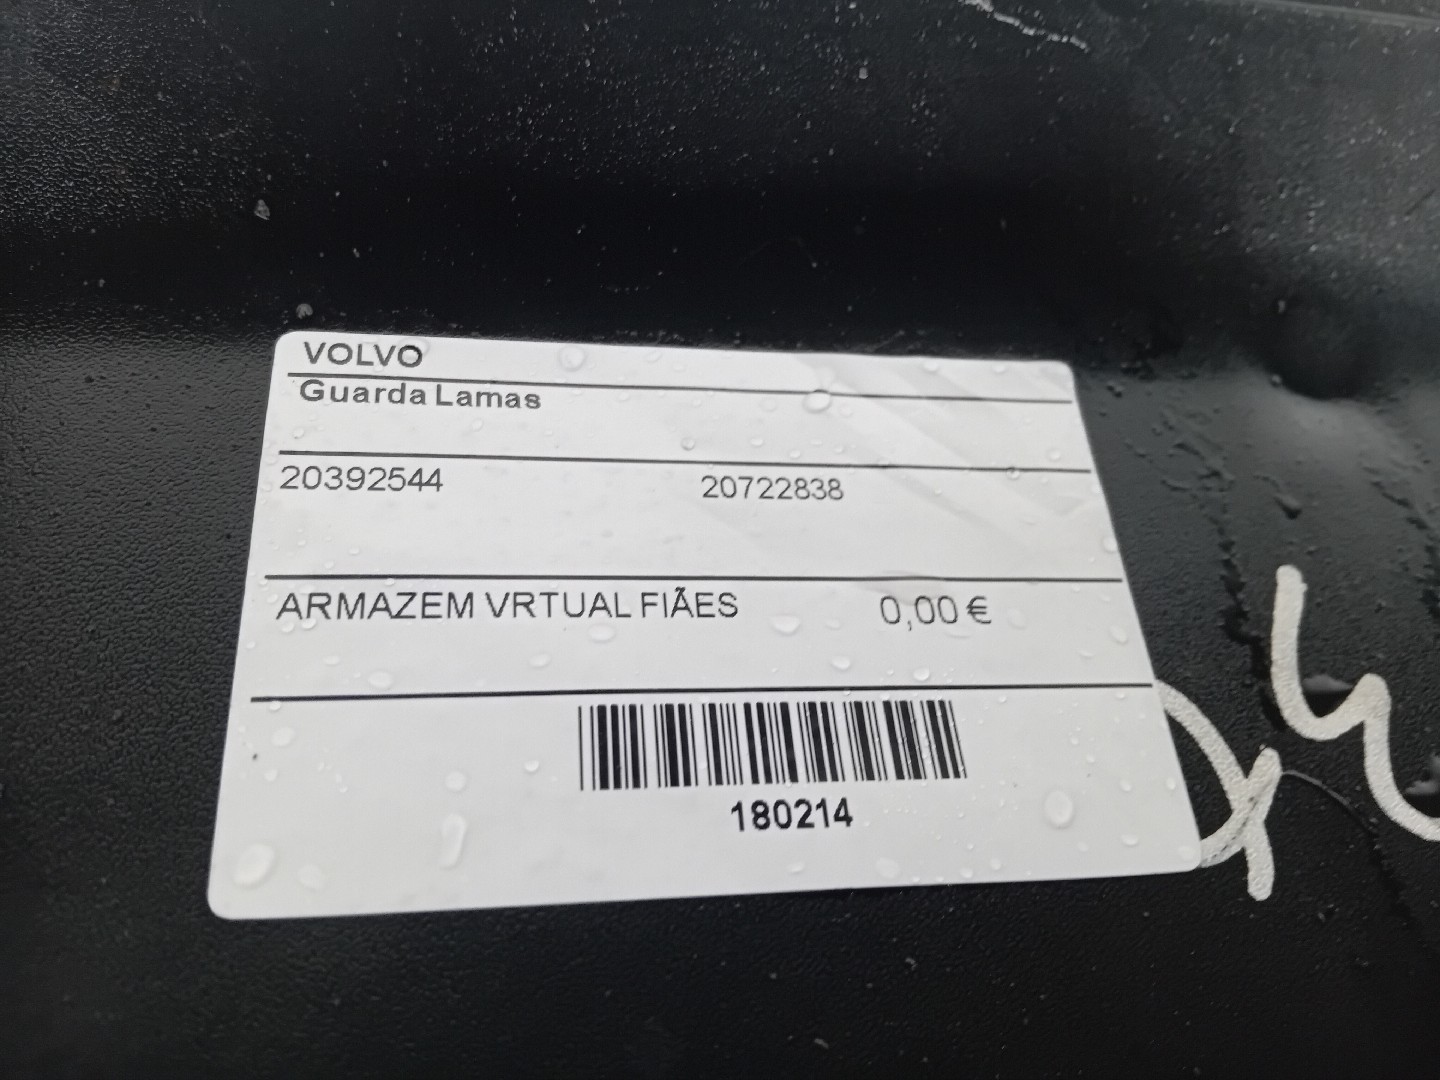 VOLVO
Guarda Lamas
20392544 20722838
ARMAZEM VRTUAL FIÃES 0,00 €
180214